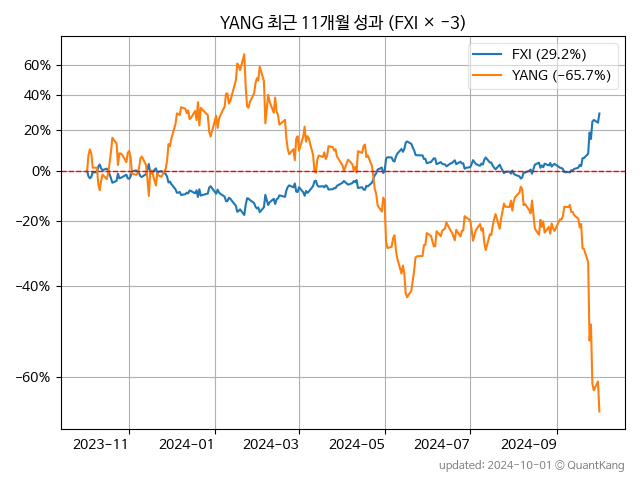 YANG 최근 11개월 성과 (FXI × −3)
FXI (29.2%)
YANG (−65.7%)
60%
40%
20%
0%
−20%
−40%
−60%
2023-11 2024-01 2024-03 2024-05 2024-07 2024-09
updated: 2024-10-01 © QuantKang